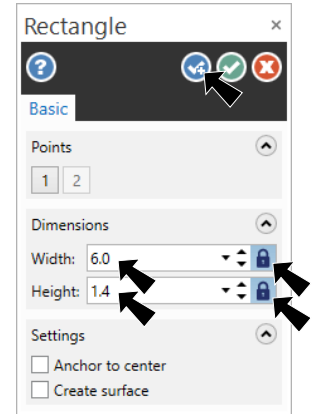 Rectangle ×
?
Basic
Points
1 2
Dimensions
Width: 6.0
Height: 1.4
Settings
Anchor to center
Create surface